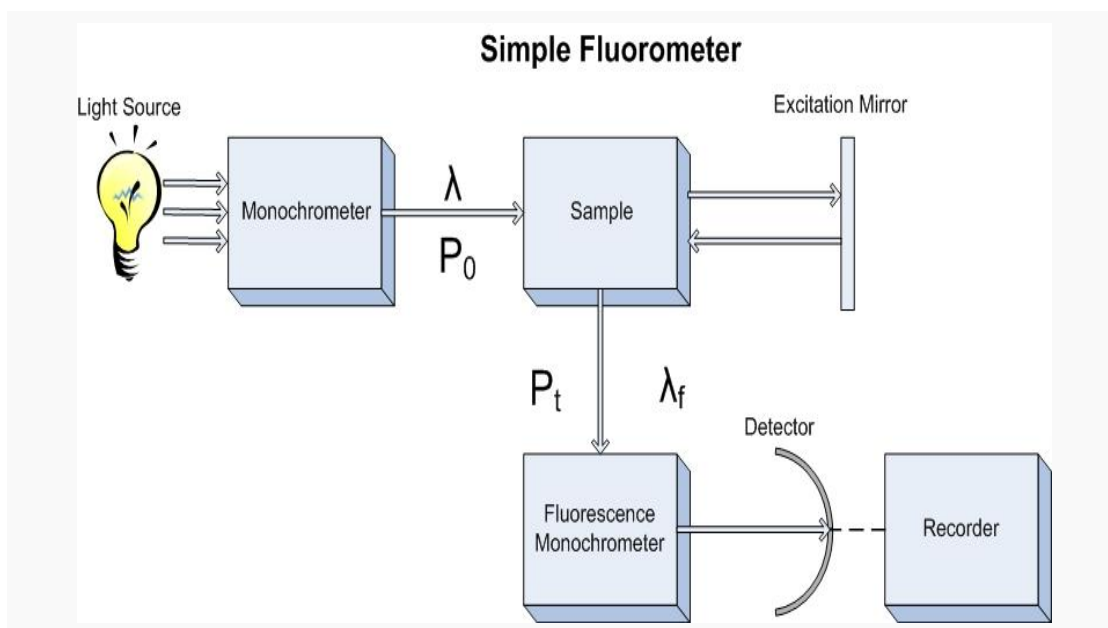 Simple Fluorometer
Light Source
Excitation Mirror
Monochrometer
λ
P₀
Sample
Pₜ
λf
Detector
Fluorescence
Monochrometer
Recorder